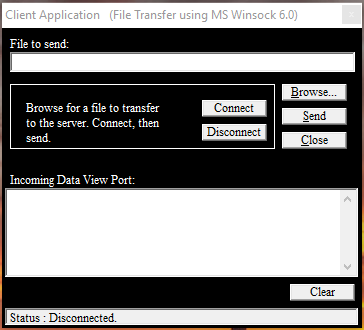 Client Application   (File Transfer using MS Winsock 6.0)
File to send:
Browse...
Browse for a file to transfer
to the server. Connect, then
send.
Connect
Disconnect
Send
Close
Incoming Data View Port:
Clear
Status : Disconnected.